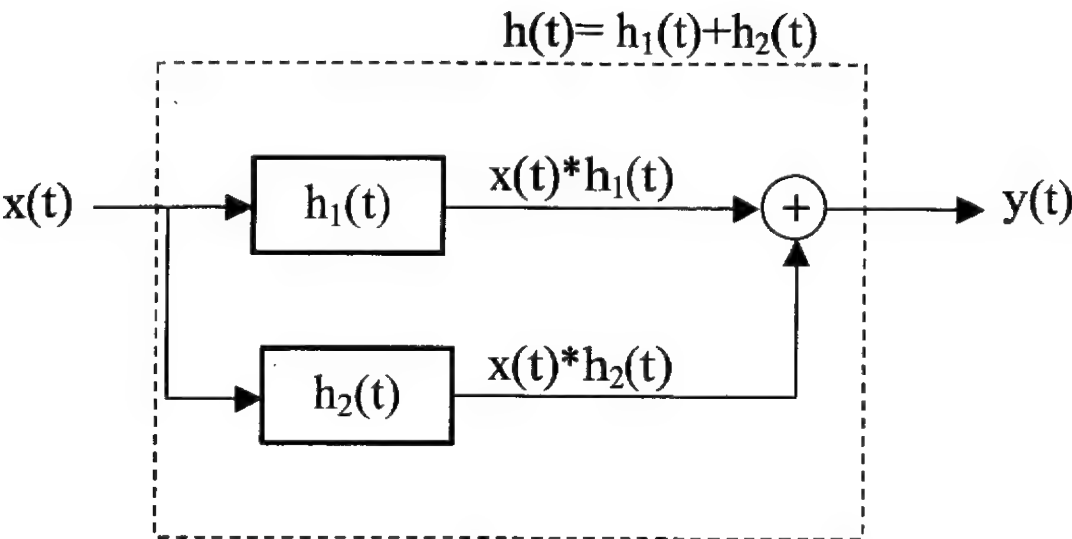 h(t)= h₁(t)+h₂(t)
x(t)
h₁(t)
x(t)*h₁(t)
+
y(t)
h₂(t)
x(t)*h₂(t)